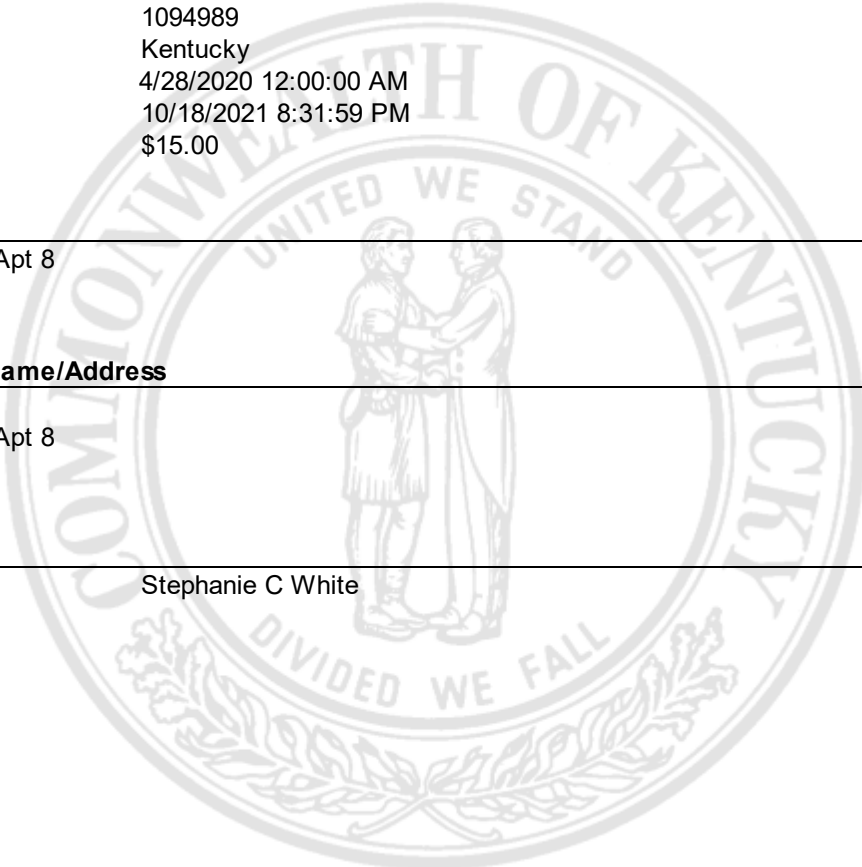 1094989
Kentucky
4/28/2020 12:00:00 AM
10/18/2021 8:31:59 PM
$15.00
Apt 8
ame/Address
Apt 8
Stephanie C White
COMMONWEALTH OF KENTUCKY
UNITED WE STAND
DIVIDED WE FALL